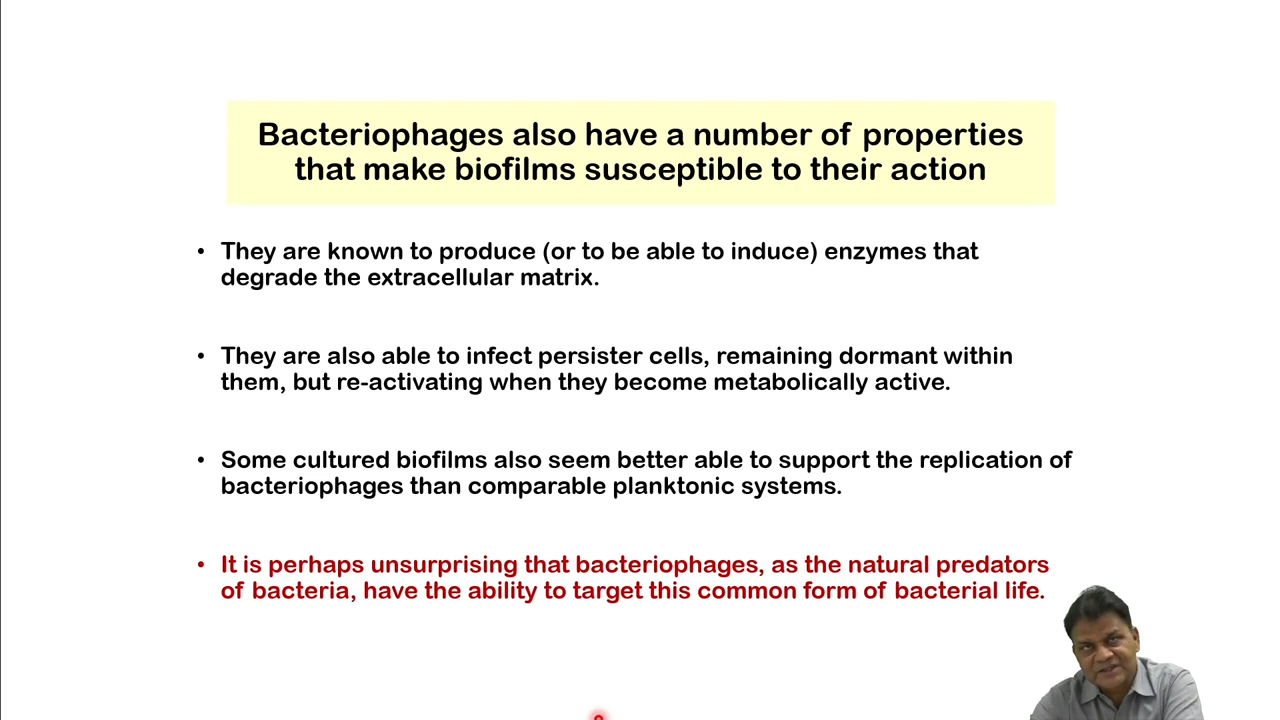 Bacteriophages also have a number of properties
that make biofilms susceptible to their action
• They are known to produce (or to be able to induce) enzymes that
degrade the extracellular matrix.
• They are also able to infect persister cells, remaining dormant within
them, but re-activating when they become metabolically active.
• Some cultured biofilms also seem better able to support the replication of
bacteriophages than comparable planktonic systems.
• It is perhaps unsurprising that bacteriophages, as the natural predators
of bacteria, have the ability to target this common form of bacterial life.